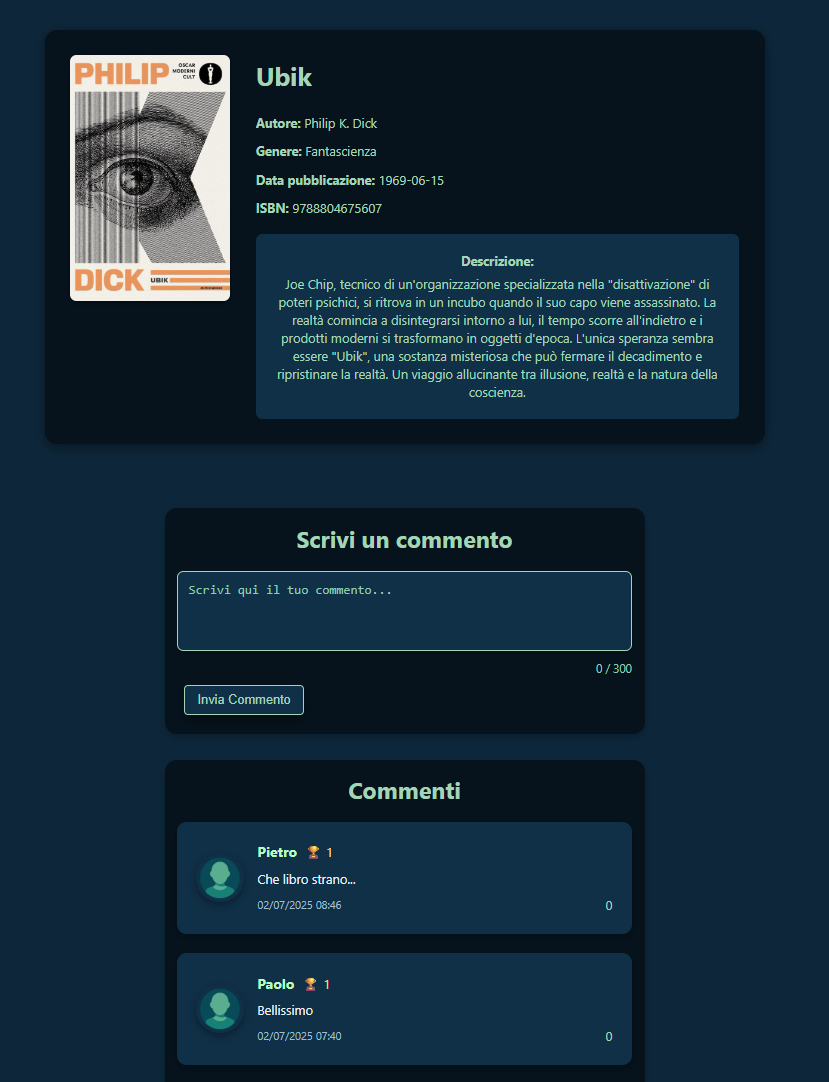 PHILIP
OSCAR
MODERNI
CULT
DICK
UBIK
Ubik
Autore: Philip K. Dick
Genere: Fantascienza
Data pubblicazione: 1969-06-15
ISBN: 9788804675607
Descrizione:
Joe Chip, tecnico di un'organizzazione specializzata nella "disattivazione" di
poteri psichici, si ritrova in un incubo quando il suo capo viene assassinato. La
realtà comincia a disintegrarsi intorno a lui, il tempo scorre all'indietro e i
prodotti moderni si trasformano in oggetti d'epoca. L'unica speranza sembra
essere "Ubik", una sostanza misteriosa che può fermare il decadimento e
ripristinare la realtà. Un viaggio allucinante tra illusione, realtà e la natura della
coscienza.
Scrivi un commento
Scrivi qui il tuo commento...
0 / 300
Invia Commento
Commenti
Pietro 🏆 1
Che libro strano...
02/07/2025 08:46 0
Paolo 🏆 1
Bellissimo
02/07/2025 07:40 0